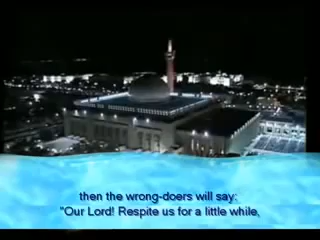 then the wrong-doers will say:
"Our Lord! Respite us for a little while,